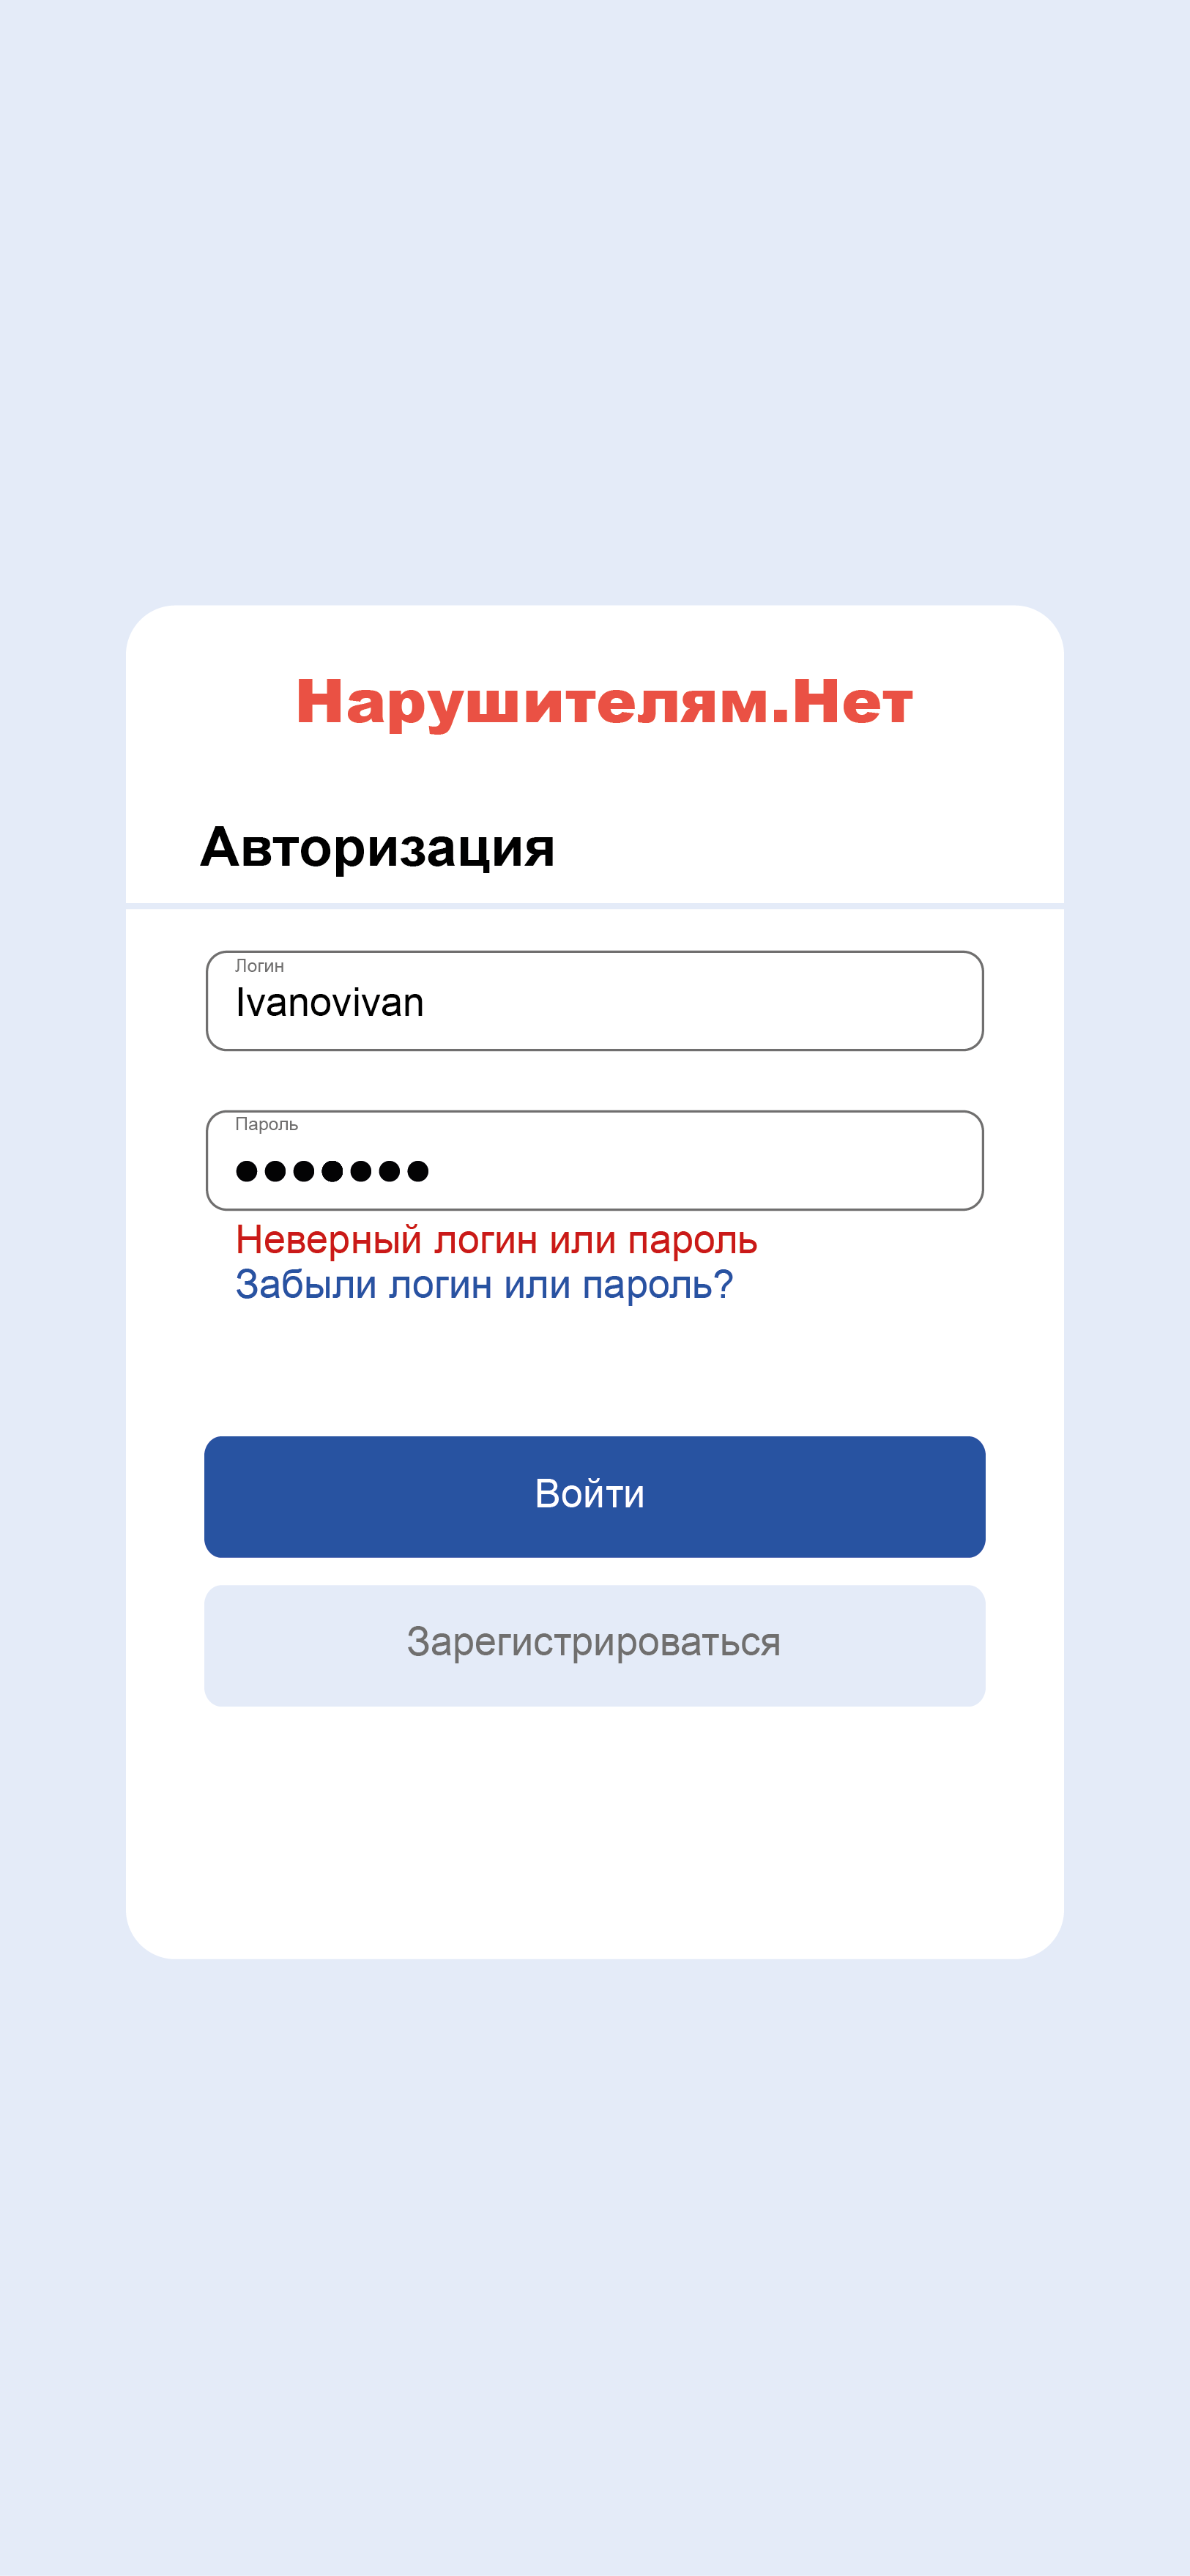 Нарушителям.Нет
Авторизация
Логин
Ivanovivan
Пароль
●●●●●●●
Неверный логин или пароль
Забыли логин или пароль?
Войти
Зарегистрироваться